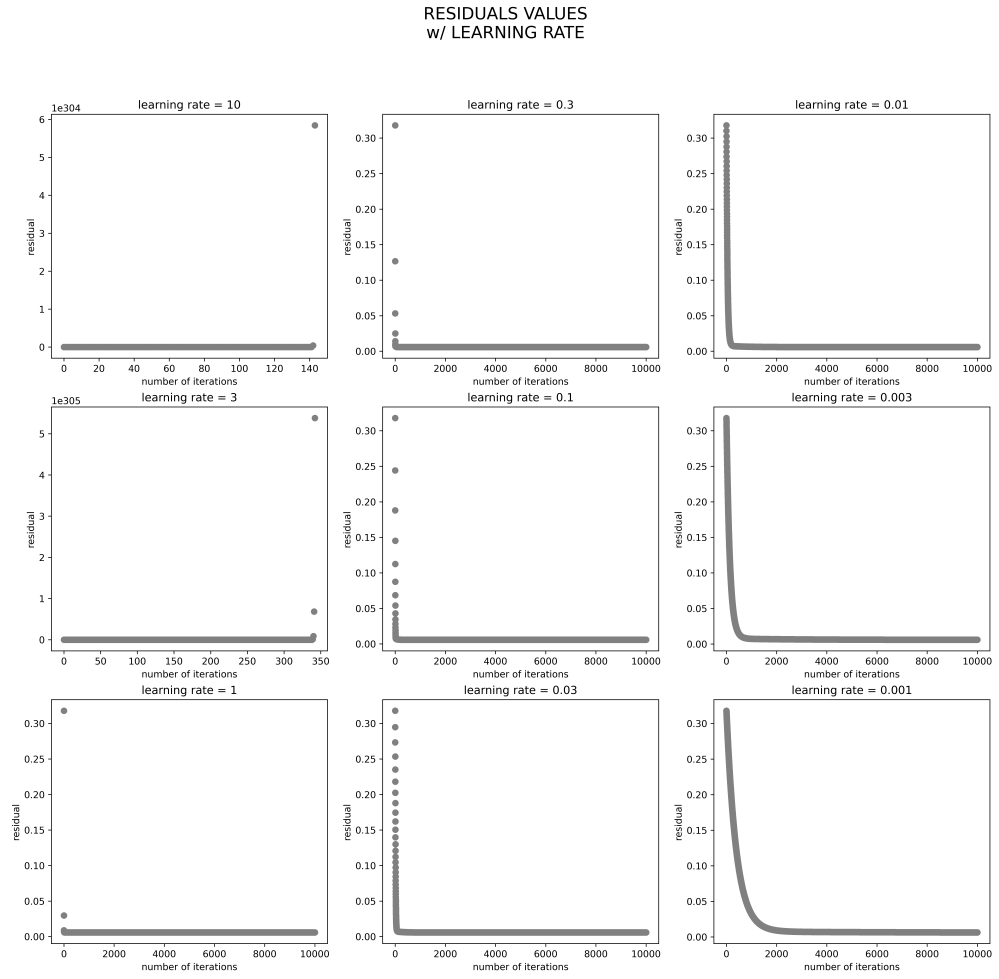 RESIDUALS VALUES
w/ LEARNING RATE
learning rate = 10
1e304
6
5
4
3
2
1
0
residual
0 20 40 60 80 100 120 140
number of iterations
learning rate = 0.3
0.30
0.25
0.20
0.15
0.10
0.05
0.00
residual
0 2000 4000 6000 8000 10000
number of iterations
learning rate = 0.01
0.30
0.25
0.20
0.15
0.10
0.05
0.00
residual
0 2000 4000 6000 8000 10000
number of iterations
learning rate = 3
1e305
5
4
3
2
1
0
residual
0 50 100 150 200 250 300 350
number of iterations
learning rate = 0.1
0.30
0.25
0.20
0.15
0.10
0.05
0.00
residual
0 2000 4000 6000 8000 10000
number of iterations
learning rate = 0.003
0.30
0.25
0.20
0.15
0.10
0.05
0.00
residual
0 2000 4000 6000 8000 10000
number of iterations
learning rate = 1
0.30
0.25
0.20
0.15
0.10
0.05
0.00
residual
0 2000 4000 6000 8000 10000
number of iterations
learning rate = 0.03
0.30
0.25
0.20
0.15
0.10
0.05
0.00
residual
0 2000 4000 6000 8000 10000
number of iterations
learning rate = 0.001
0.30
0.25
0.20
0.15
0.10
0.05
0.00
residual
0 2000 4000 6000 8000 10000
number of iterations